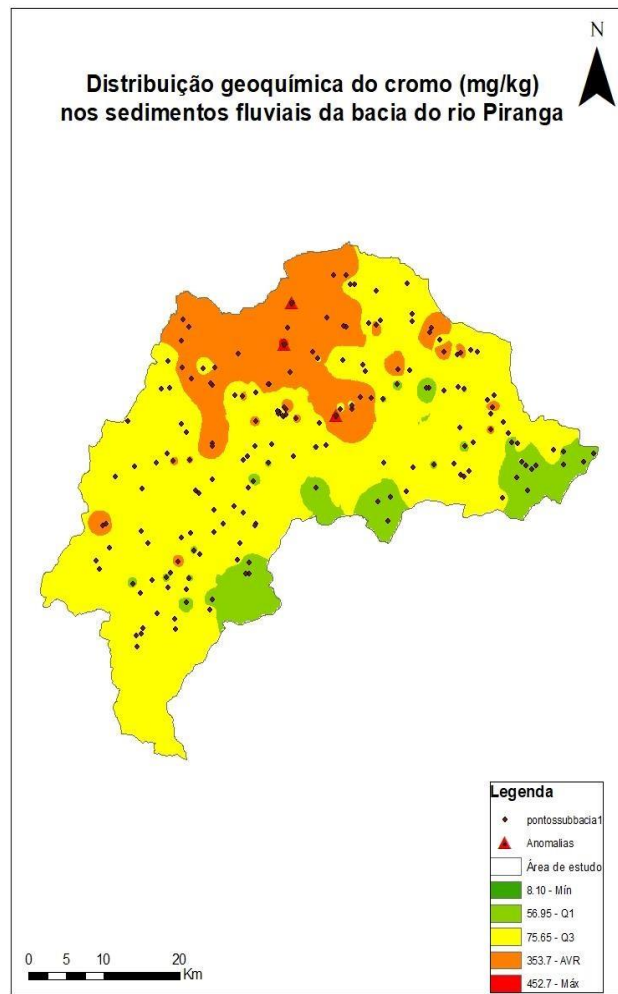 N
Distribuição geoquímica do cromo (mg/kg)
nos sedimentos fluviais da bacia do rio Piranga
Legenda
pontossubbacia1
Anomalias
Área de estudo
8.10 - Mín
56.95 - Q1
75.65 - Q3
353.7 - AVR
452.7 - Máx
0 5 10 20
Km